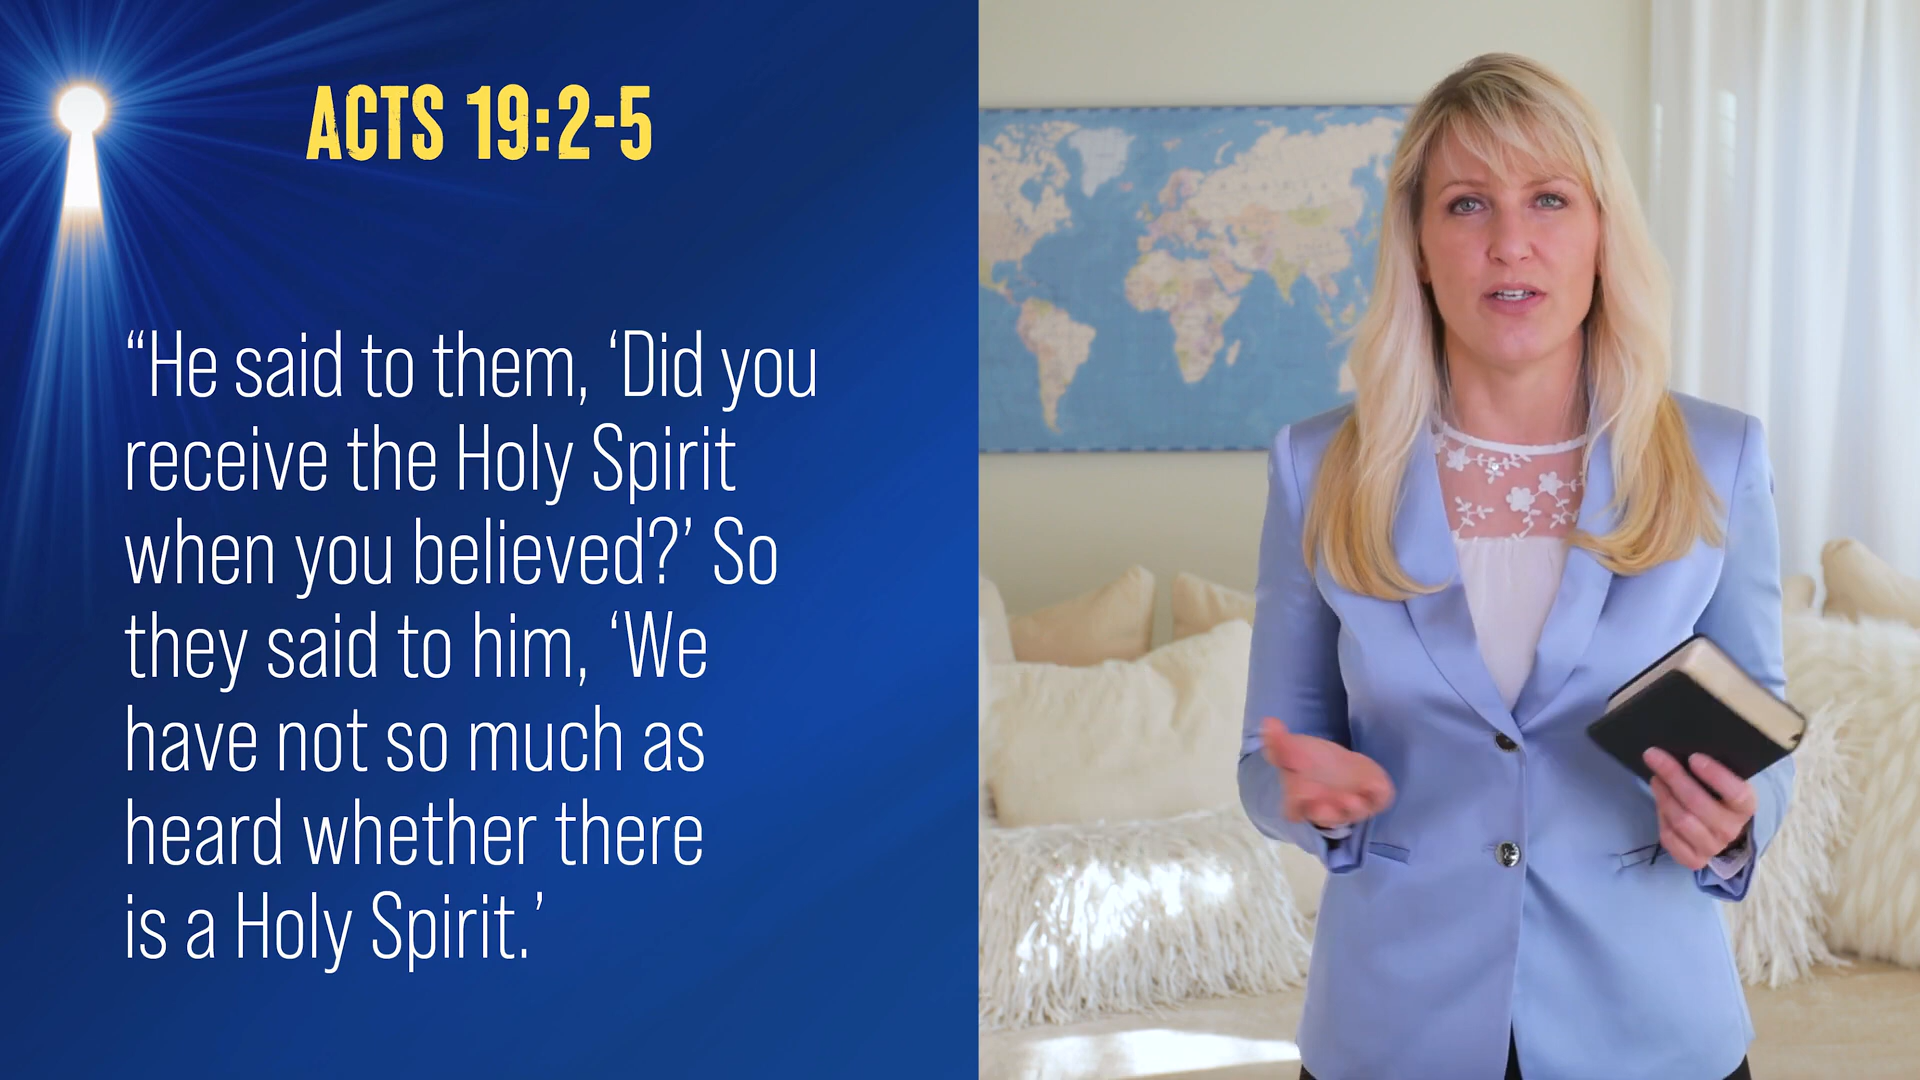 ACTS 19:2-5
“He said to them, ‘Did you
receive the Holy Spirit
when you believed?’ So
they said to him, ‘We
have not so much as
heard whether there
is a Holy Spirit.’